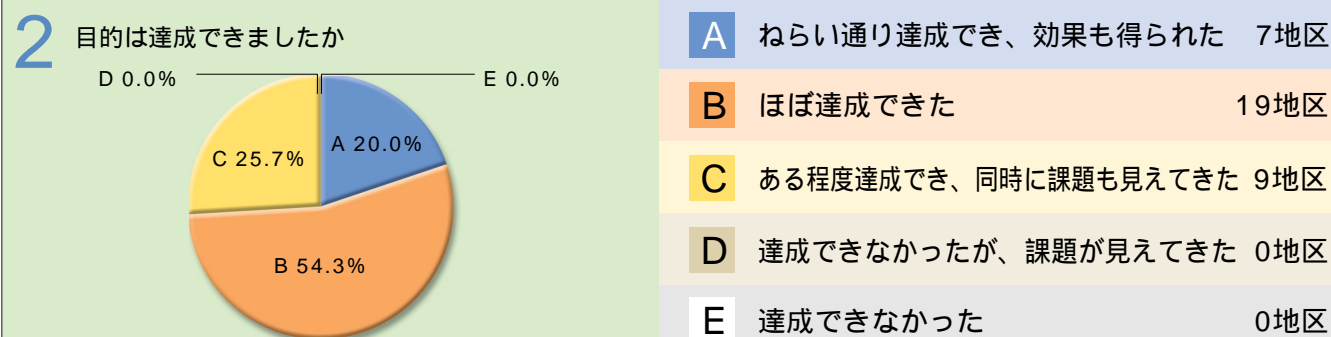 2 目的は達成できましたか
D 0.0%
E 0.0%
C 25.7%
A 20.0%
B 54.3%
A ねらい通り達成でき、効果も得られた 7地区
B ほぼ達成できた 19地区
C ある程度達成でき、同時に課題も見えてきた 9地区
D 達成できなかったが、課題が見えてきた 0地区
E 達成できなかった 0地区